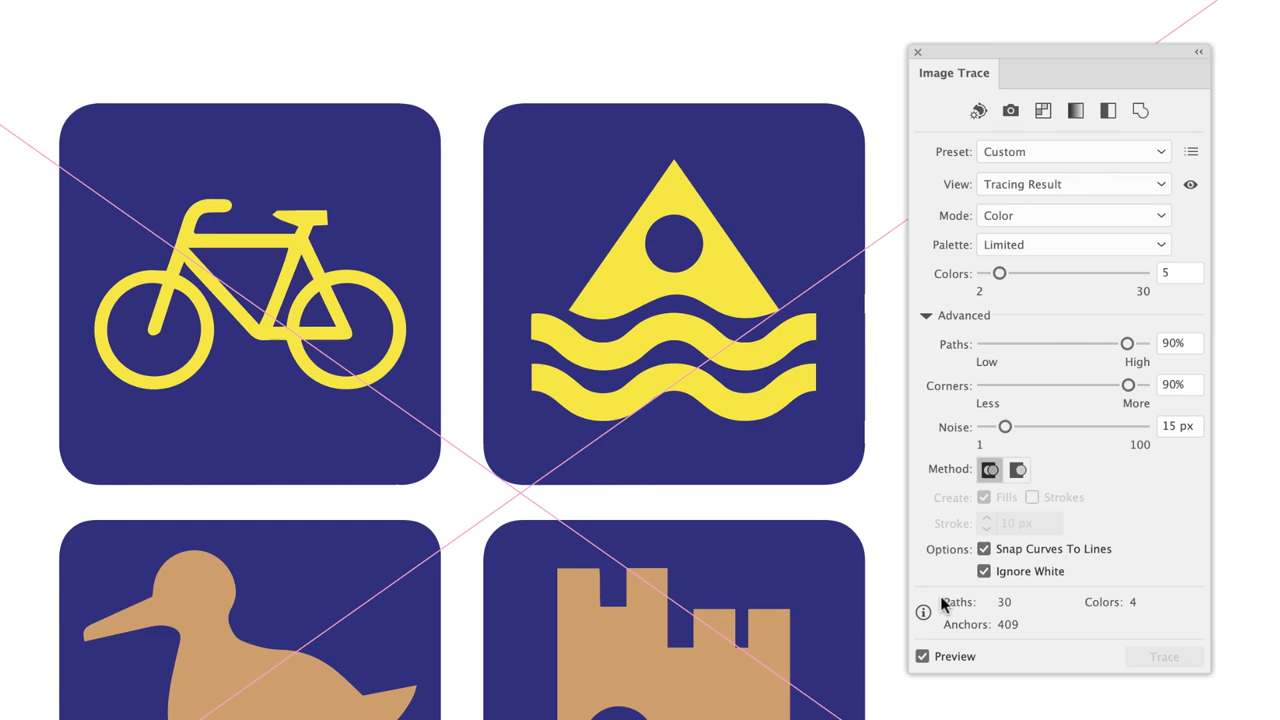 Image Trace
Preset: Custom
View: Tracing Result
Mode: Color
Palette: Limited
Colors: 5
2 30
Advanced
Paths: 90%
Low High
Corners: 90%
Less More
Noise: 15 px
1 100
Method:
Create: Fills Strokes
Stroke: 10 px
Options: Snap Curves To Lines
Ignore White
Paths: 30 Colors: 4
Anchors: 409
Preview Trace